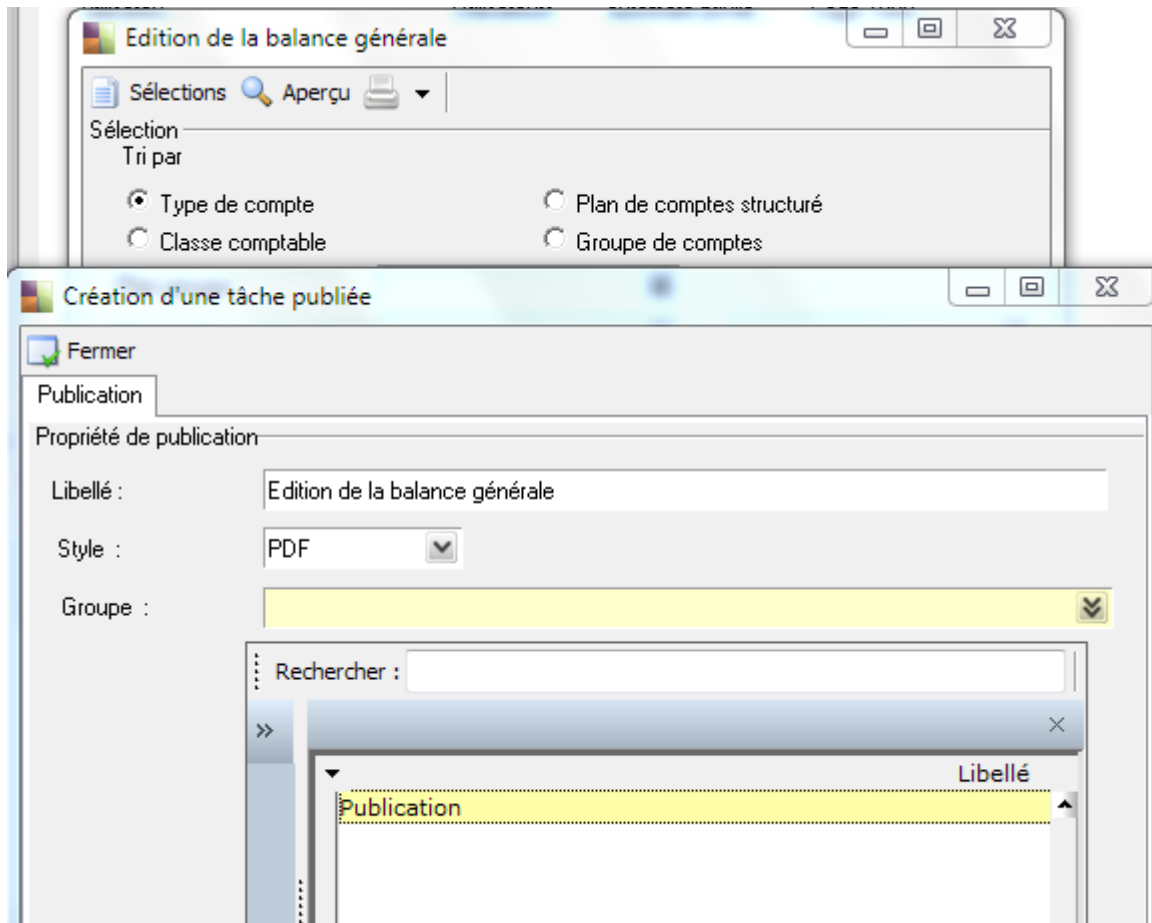 Edition de la balance générale
Sélections Aperçu
Sélection
Tri par
Type de compte Plan de comptes structuré
Classe comptable Groupe de comptes
Création d'une tâche publiée
Fermer
Publication
Propriété de publication
Libellé : Edition de la balance générale
Style : PDF
Groupe :
Rechercher :
Libellé
Publication